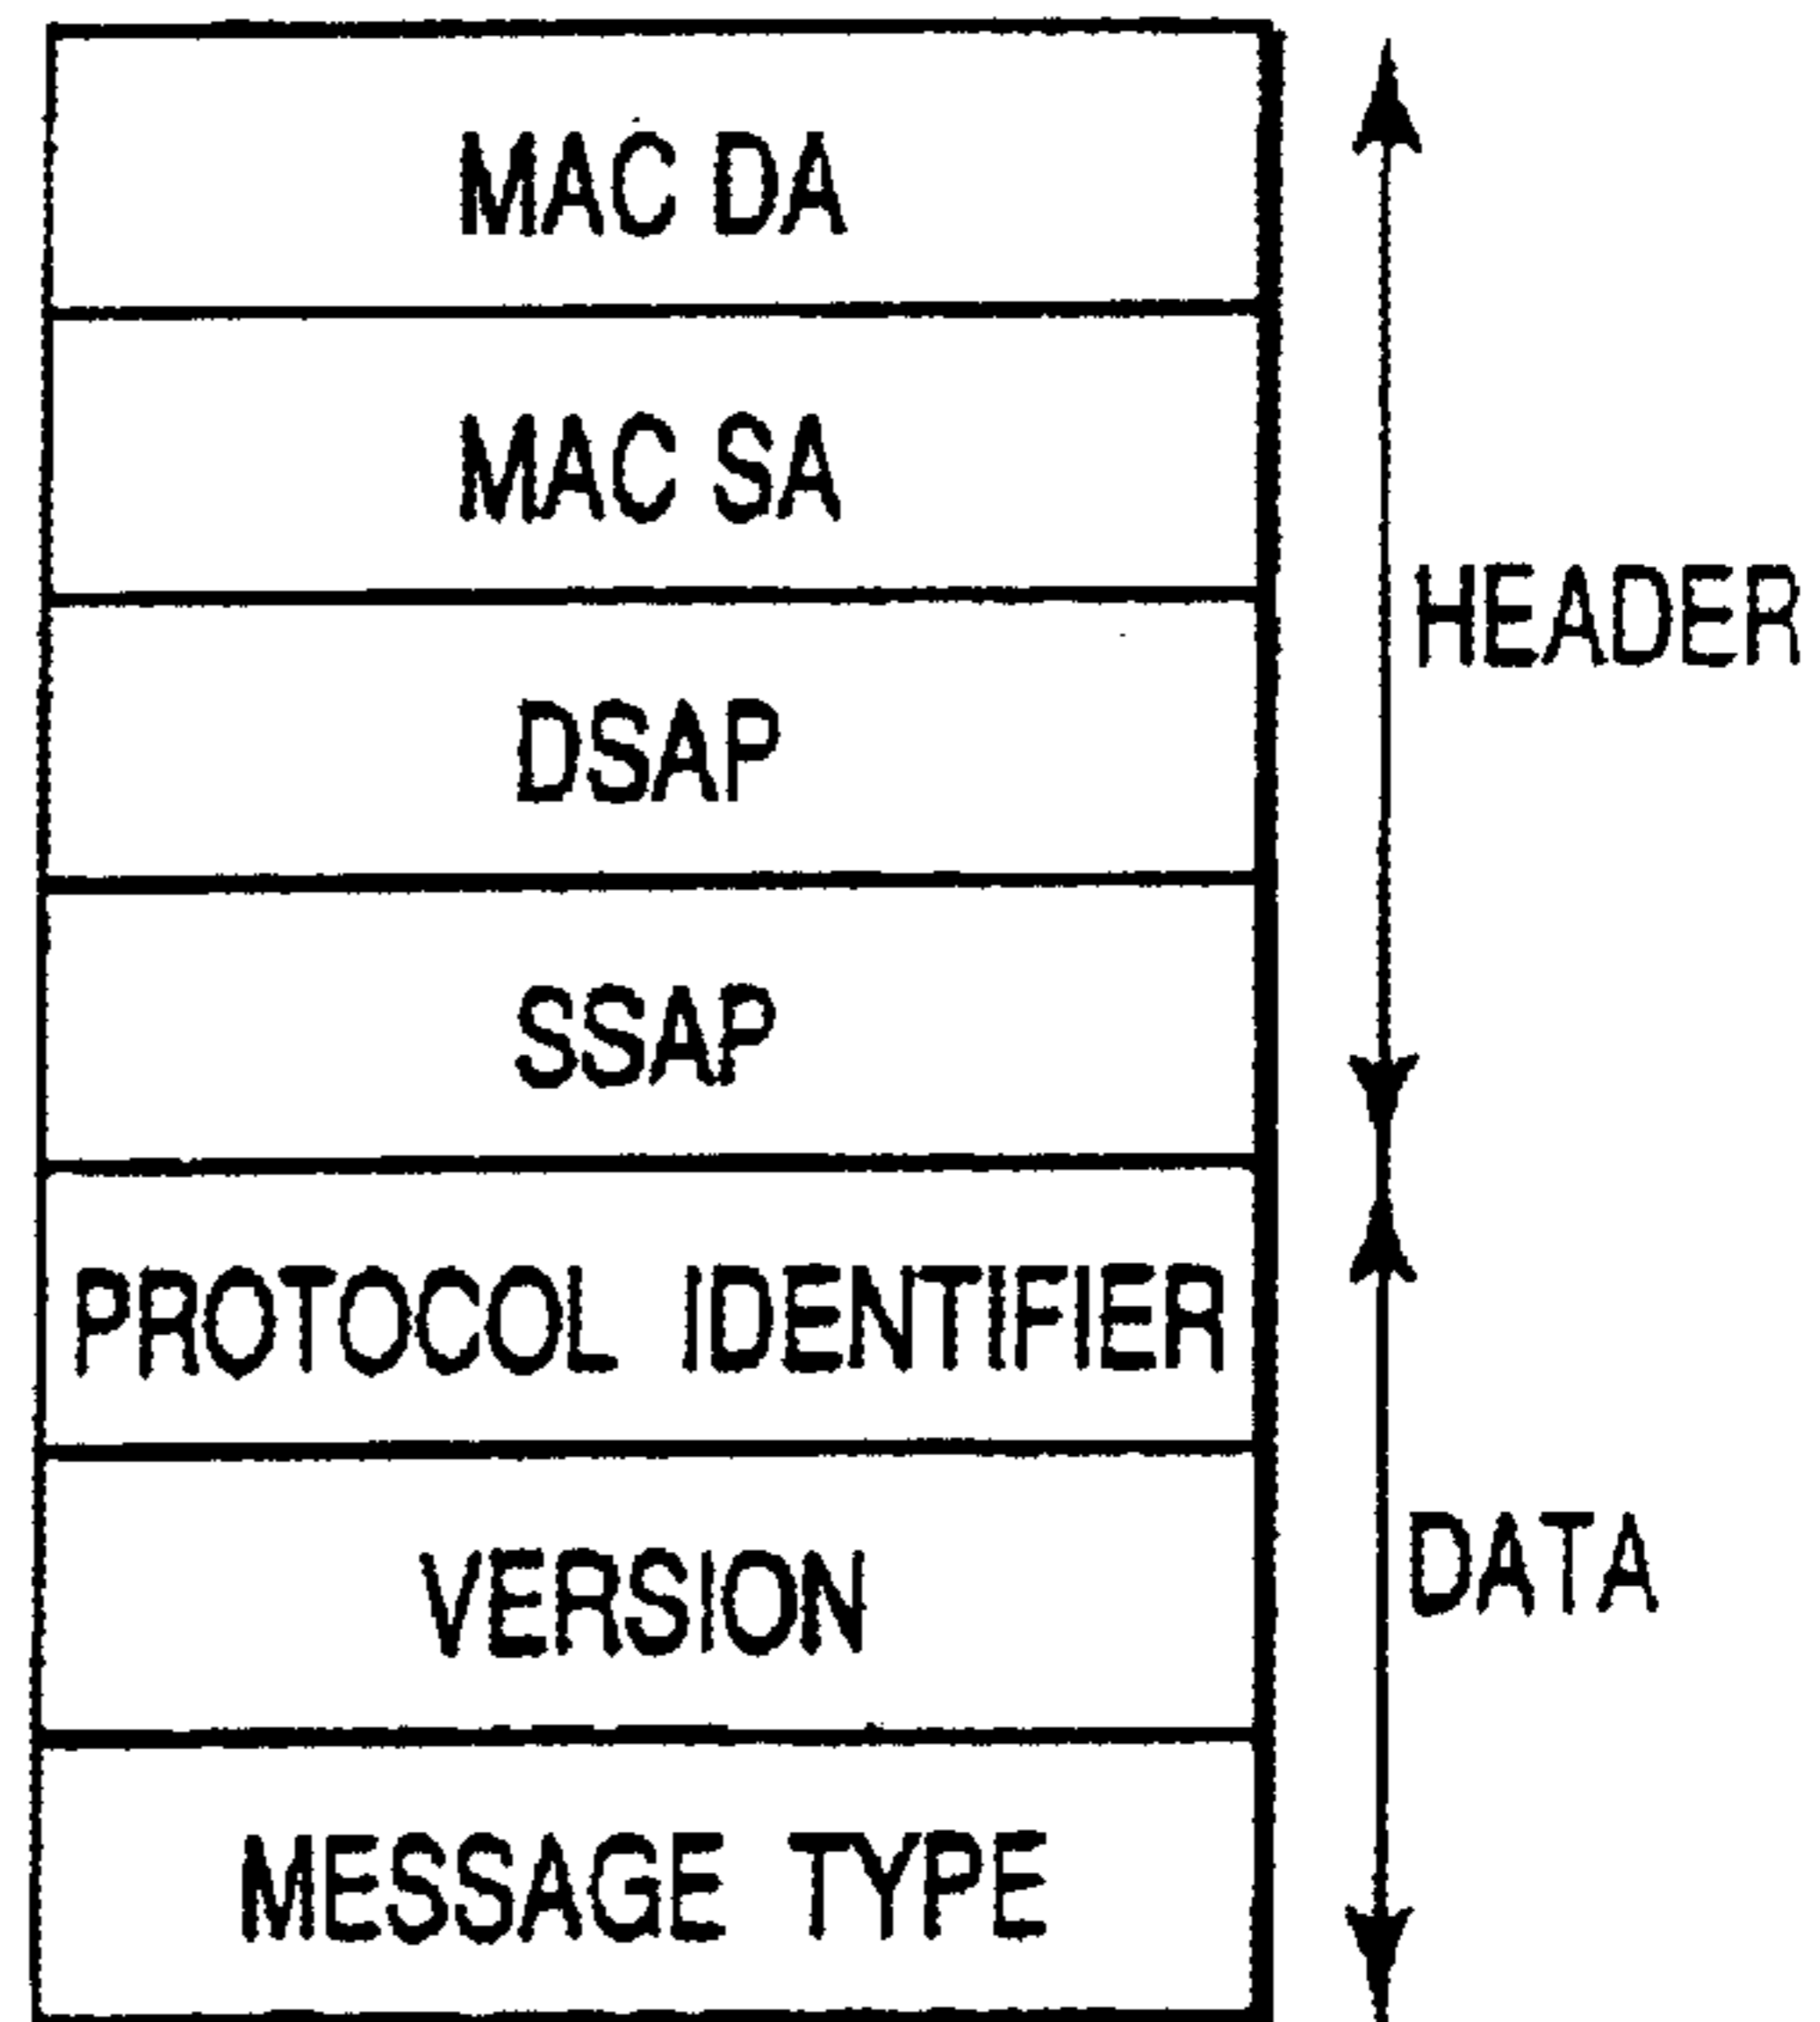 MAC DA
MAC SA
DSAP
SSAP
HEADER
PROTOCOL IDENTIFIER
VERSION
MESSAGE TYPE
DATA